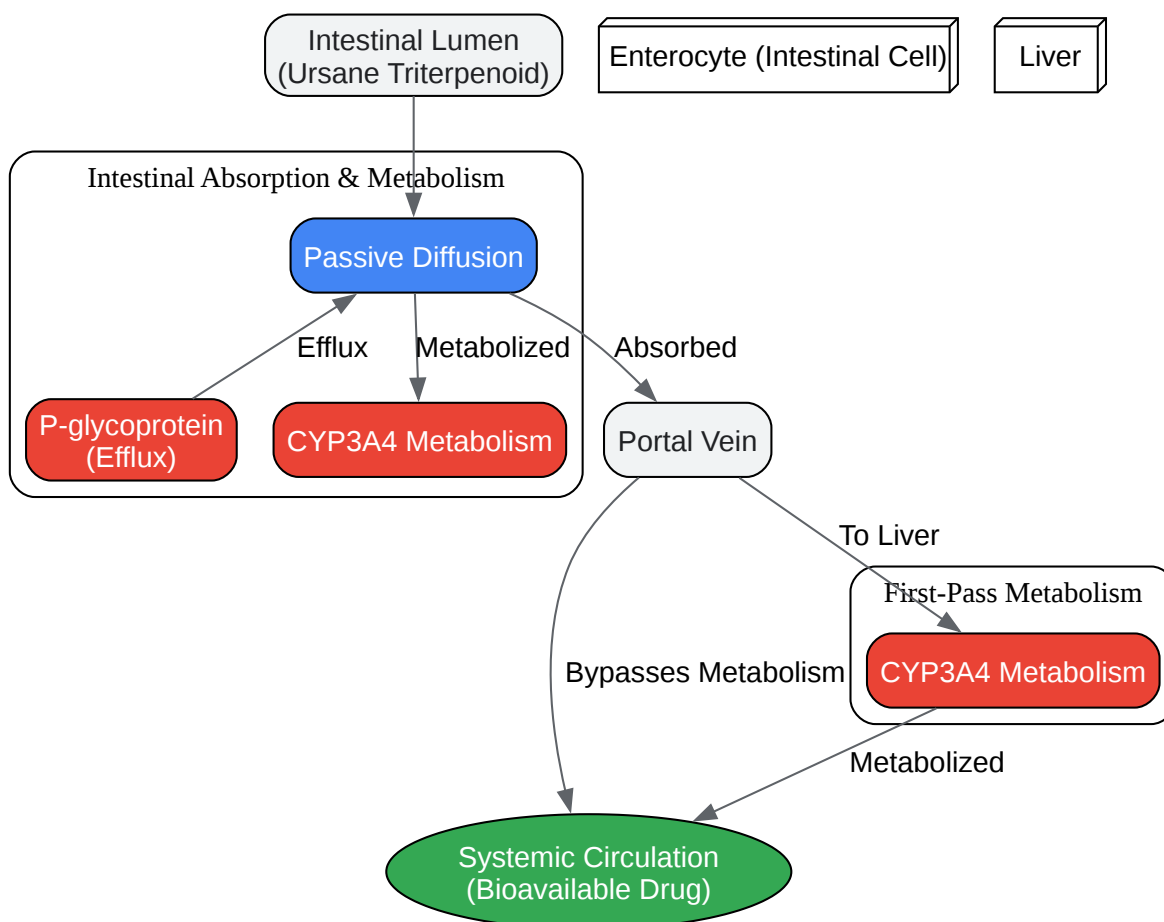 Intestinal Lumen
(Ursane Triterpenoid)
Enterocyte (Intestinal Cell)
Liver
Intestinal Absorption & Metabolism
Passive Diffusion
Efflux
Metabolized
Absorbed
P-glycoprotein
(Efflux)
CYP3A4 Metabolism
Portal Vein
To Liver
First-Pass Metabolism
CYP3A4 Metabolism
Bypasses Metabolism
Metabolized
Systemic Circulation
(Bioavailable Drug)